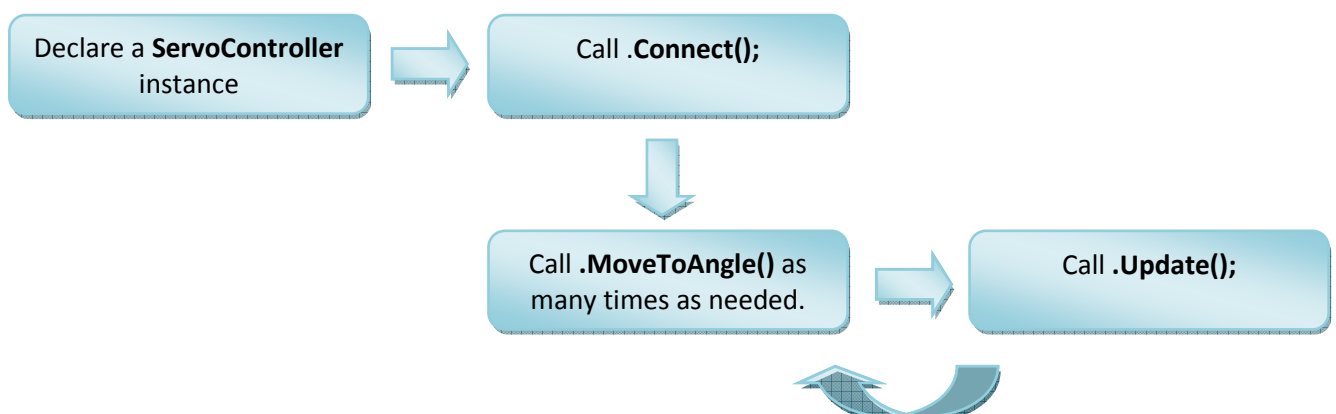 Declare a ServoController
instance
Call .Connect();
Call .MoveToAngle() as
many times as needed.
Call .Update();